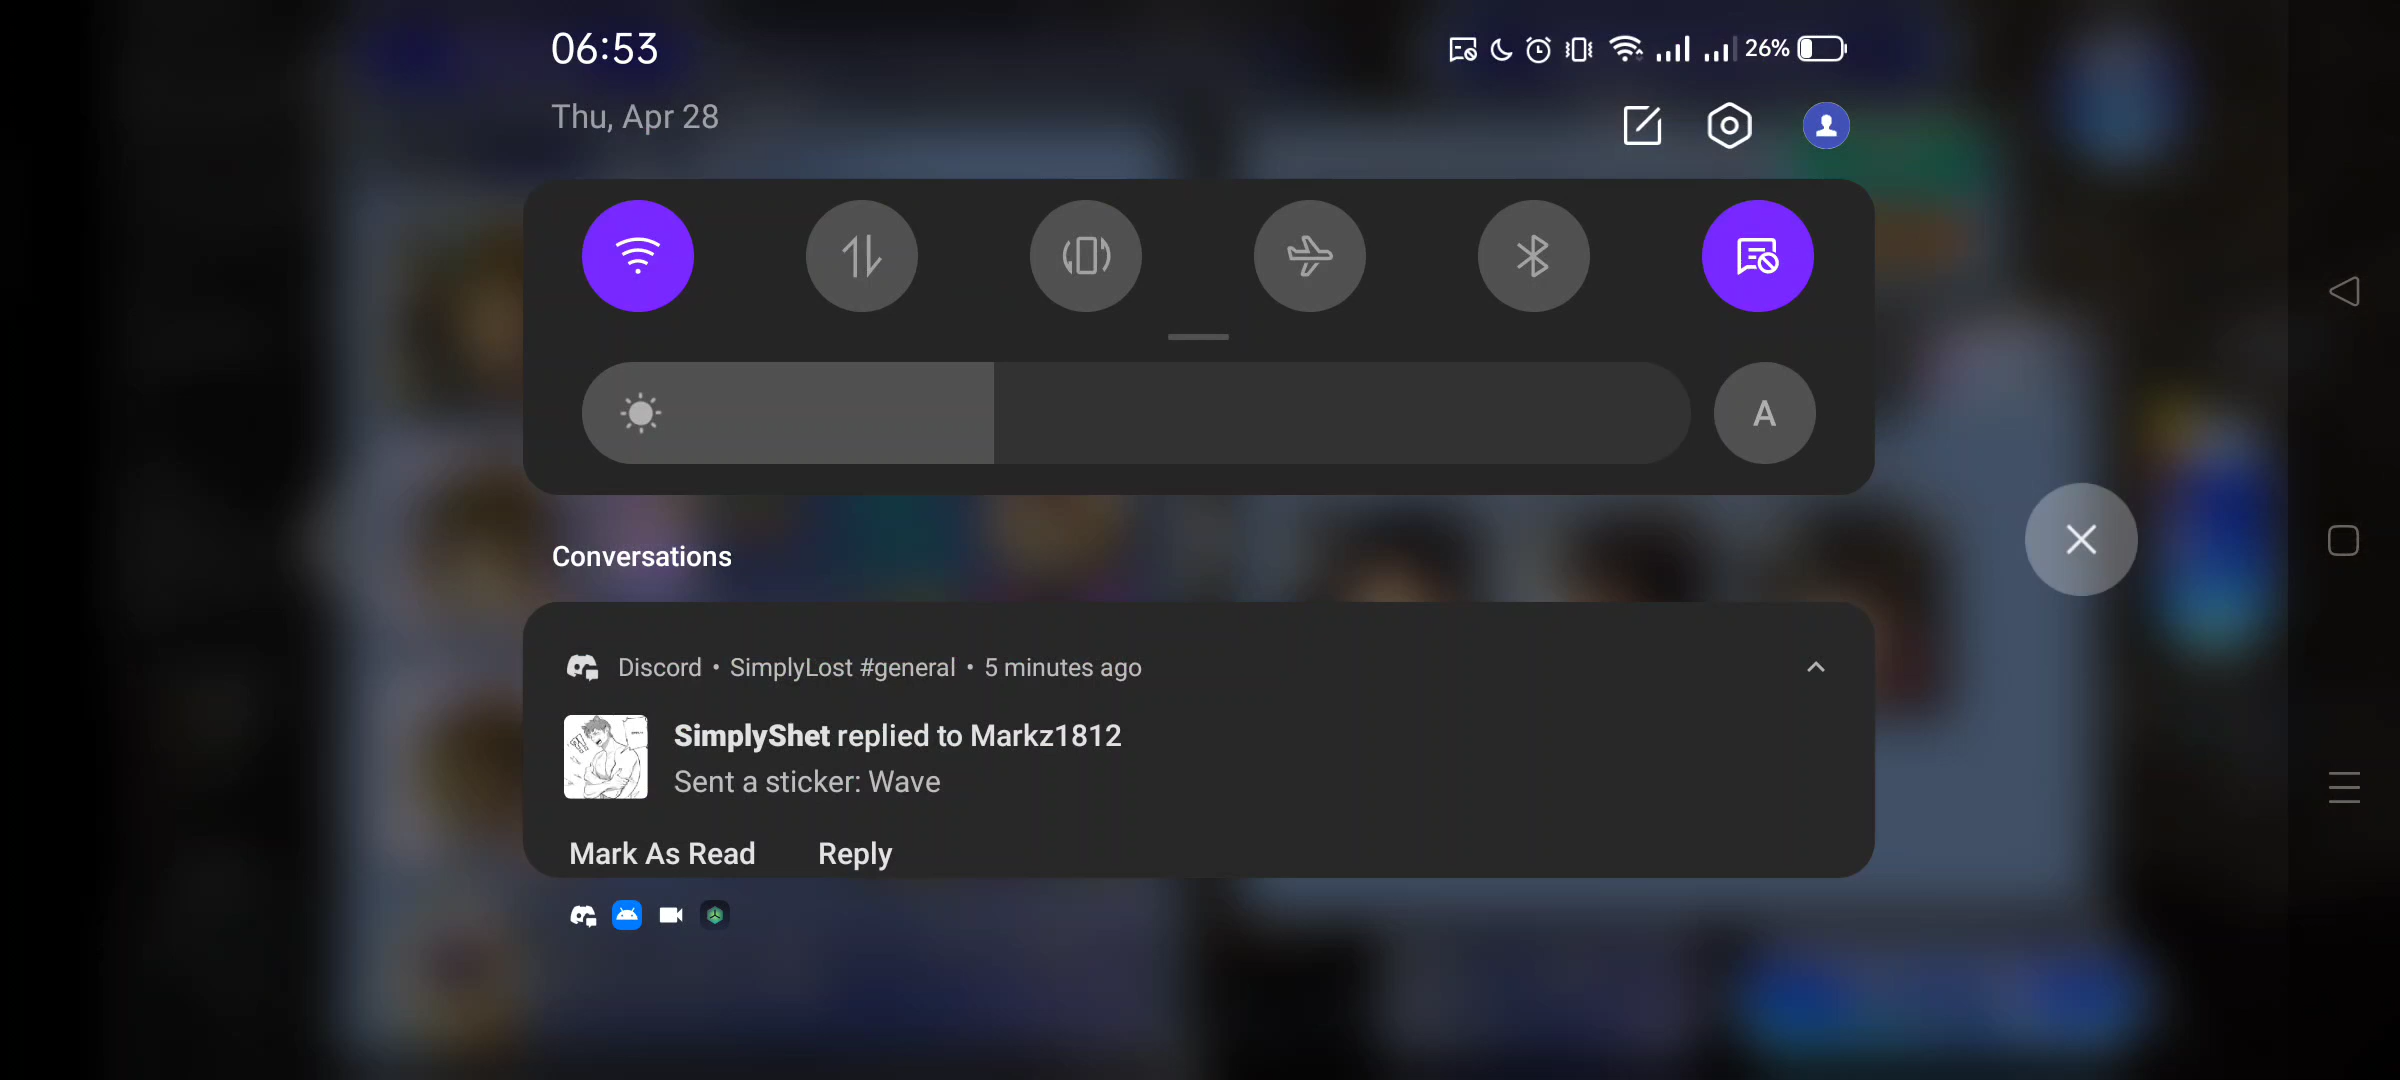 06:53
26%
Thu, Apr 28
A
Conversations
Discord • SimplyLost #general • 5 minutes ago
SimplyShet replied to Markz1812
Sent a sticker: Wave
Mark As Read Reply